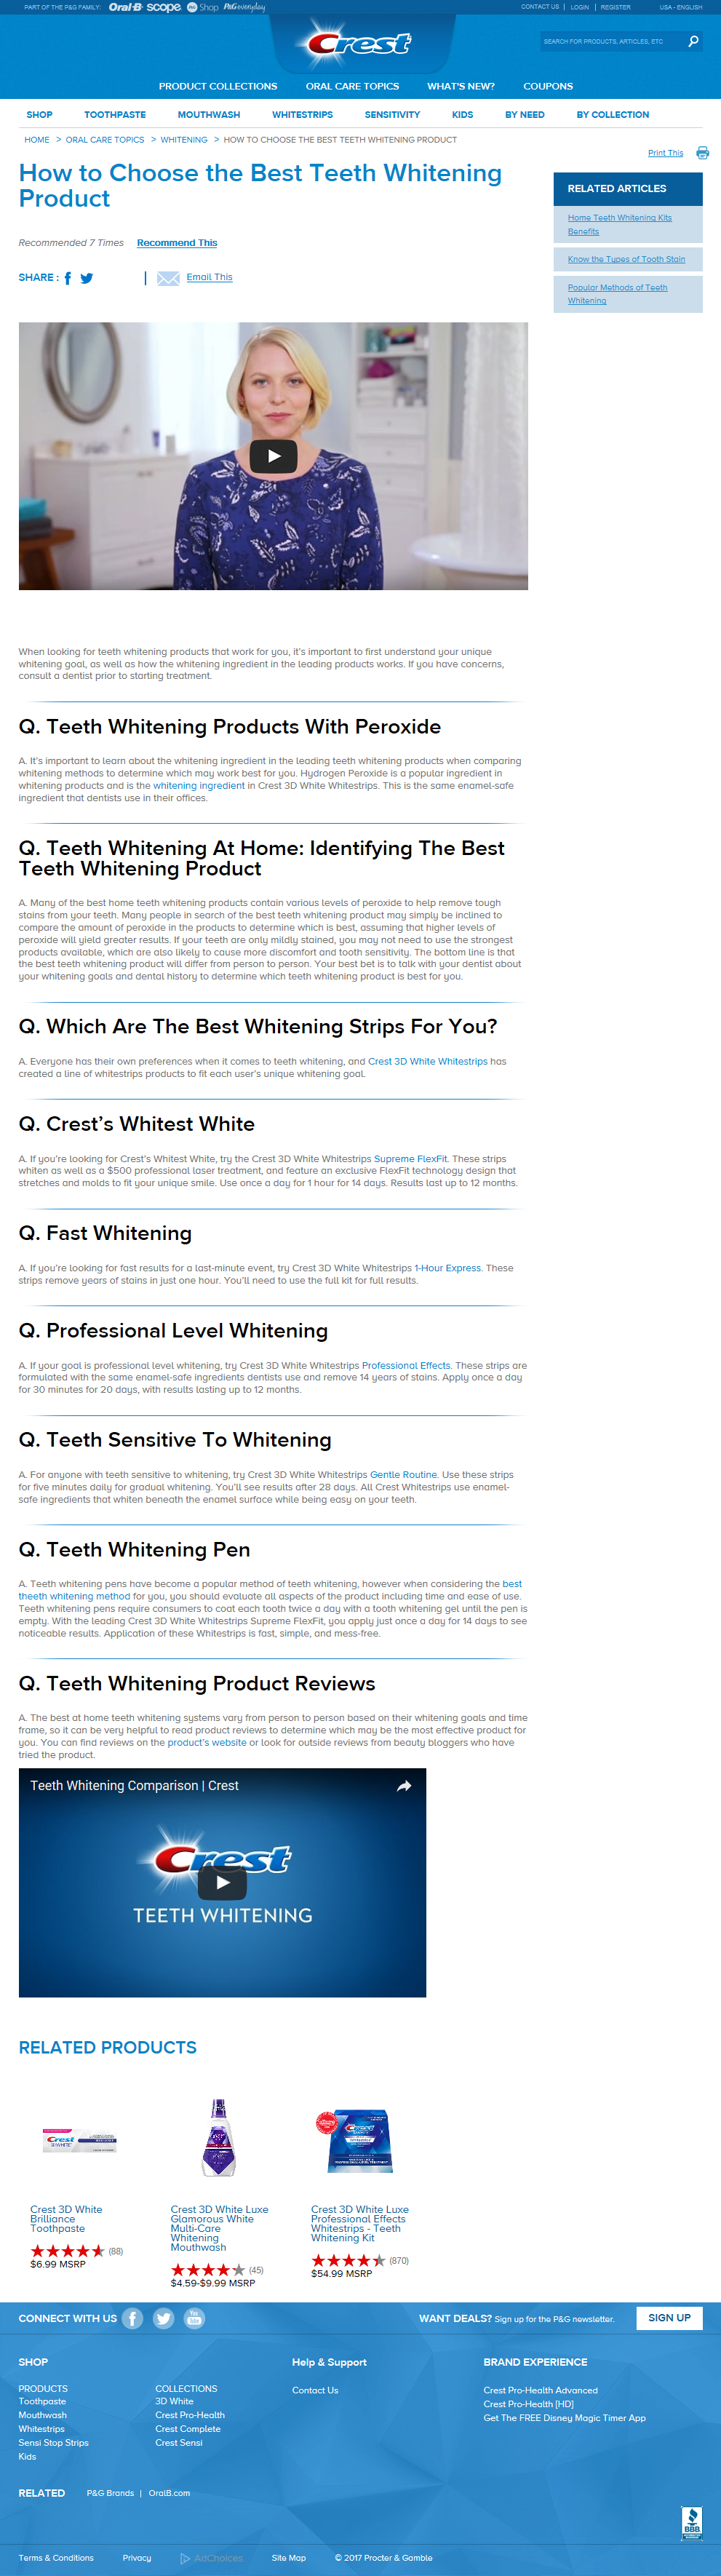 PART OF THE P&G FAMILY: Oral-B scope P&G Shop P&G everyday
CONTACT US | LOGIN | REGISTER USA - ENGLISH
Crest
SEARCH FOR PRODUCTS, ARTICLES, ETC
PRODUCT COLLECTIONS ORAL CARE TOPICS WHAT'S NEW? COUPONS
SHOP TOOTHPASTE MOUTHWASH WHITESTRIPS SENSITIVITY KIDS BY NEED BY COLLECTION
HOME > ORAL CARE TOPICS > WHITENING > HOW TO CHOOSE THE BEST TEETH WHITENING PRODUCT
Print This
How to Choose the Best Teeth Whitening
Product
Recommended 7 Times Recommend This
SHARE :
Email This
RELATED ARTICLES
Home Teeth Whitening Kits
Benefits
Know the Types of Tooth Stain
Popular Methods of Teeth
Whitening
When looking for teeth whitening products that work for you, it's important to first understand your unique
whitening goal, as well as how the whitening ingredient in the leading products works. If you have concerns,
consult a dentist prior to starting treatment.
Q. Teeth Whitening Products With Peroxide
A. It's important to learn about the whitening ingredient in the leading teeth whitening products when comparing
whitening methods to determine which may work best for you. Hydrogen Peroxide is a popular ingredient in
whitening products and is the whitening ingredient in Crest 3D White Whitestrips. This is the same enamel-safe
ingredient that dentists use in their offices.
Q. Teeth Whitening At Home: Identifying The Best
Teeth Whitening Product
A. Many of the best home teeth whitening products contain various levels of peroxide to help remove tough
stains from your teeth. Many people in search of the best teeth whitening product may simply be inclined to
compare the amount of peroxide in the products to determine which is best, assuming that higher levels of
peroxide will yield greater results. If your teeth are only mildly stained, you may not need to use the strongest
products available, which are also likely to cause more discomfort and tooth sensitivity. The bottom line is that
the best teeth whitening product will differ from person to person. Your best bet is to talk with your dentist about
your whitening goals and dental history to determine which teeth whitening product is best for you.
Q. Which Are The Best Whitening Strips For You?
A. Everyone has their own preferences when it comes to teeth whitening, and Crest 3D White Whitestrips has
created a line of whitestrips products to fit each user's unique whitening goal.
Q. Crest's Whitest White
A. If you're looking for Crest's Whitest White, try the Crest 3D White Whitestrips Supreme FlexFit. These strips
whiten as well as a $500 professional laser treatment, and feature an exclusive FlexFit technology design that
stretches and molds to fit your unique smile. Use once a day for 1 hour for 14 days. Results last up to 12 months.
Q. Fast Whitening
A. If you're looking for fast results for a last-minute event, try Crest 3D White Whitestrips 1-Hour Express. These
strips remove years of stains in just one hour. You'll need to use the full kit for full results.
Q. Professional Level Whitening
A. If your goal is professional level whitening, try Crest 3D White Whitestrips Professional Effects. These strips are
formulated with the same enamel-safe ingredients dentists use and remove 14 years of stains. Apply once a day
for 30 minutes for 20 days, with results lasting up to 12 months.
Q. Teeth Sensitive To Whitening
A. For anyone with teeth sensitive to whitening, try Crest 3D White Whitestrips Gentle Routine. Use these strips
for five minutes daily for gradual whitening. You'll see results after 28 days. All Crest Whitestrips use enamel-
safe ingredients that whiten beneath the enamel surface while being easy on your teeth.
Q. Teeth Whitening Pen
A. Teeth whitening pens have become a popular method of teeth whitening, however when considering the best
theeth whitening method for you, you should evaluate all aspects of the product including time and ease of use.
Teeth whitening pens require consumers to coat each tooth twice a day with a tooth whitening gel until the pen is
empty. With the leading Crest 3D White Whitestrips Supreme FlexFit, you apply just once a day for 14 days to see
noticeable results. Application of these Whitestrips is fast, simple, and mess-free.
Q. Teeth Whitening Product Reviews
A. The best at home teeth whitening systems vary from person to person based on their whitening goals and time
frame, so it can be very helpful to read product reviews to determine which may be the most effective product for
you. You can find reviews on the product's website or look for outside reviews from beauty bloggers who have
tried the product.
Teeth Whitening Comparison | Crest
Crest
TEETH WHITENING
RELATED PRODUCTS
Crest
Crest 3D White
Brilliance
Toothpaste
(88)
$6.99 MSRP
Crest 3D White Luxe
Glamorous White
Multi-Care
Whitening
Mouthwash
(45)
$4.59-$9.99 MSRP
Crest 3D White Luxe
Professional Effects
Whitestrips - Teeth
Whitening Kit
(870)
$54.99 MSRP
CONNECT WITH US You Tube
WANT DEALS? Sign up for the P&G newsletter. SIGN UP
SHOP
PRODUCTS
Toothpaste
Mouthwash
Whitestrips
Sensi Stop Strips
Kids
COLLECTIONS
3D White
Crest Pro-Health
Crest Complete
Crest Sensi
Help & Support
Contact Us
BRAND EXPERIENCE
Crest Pro-Health Advanced
Crest Pro-Health [HD]
Get The FREE Disney Magic Timer App
RELATED P&G Brands | OralB.com
BBB
Terms & Conditions Privacy AdChoices Site Map © 2017 Procter & Gamble